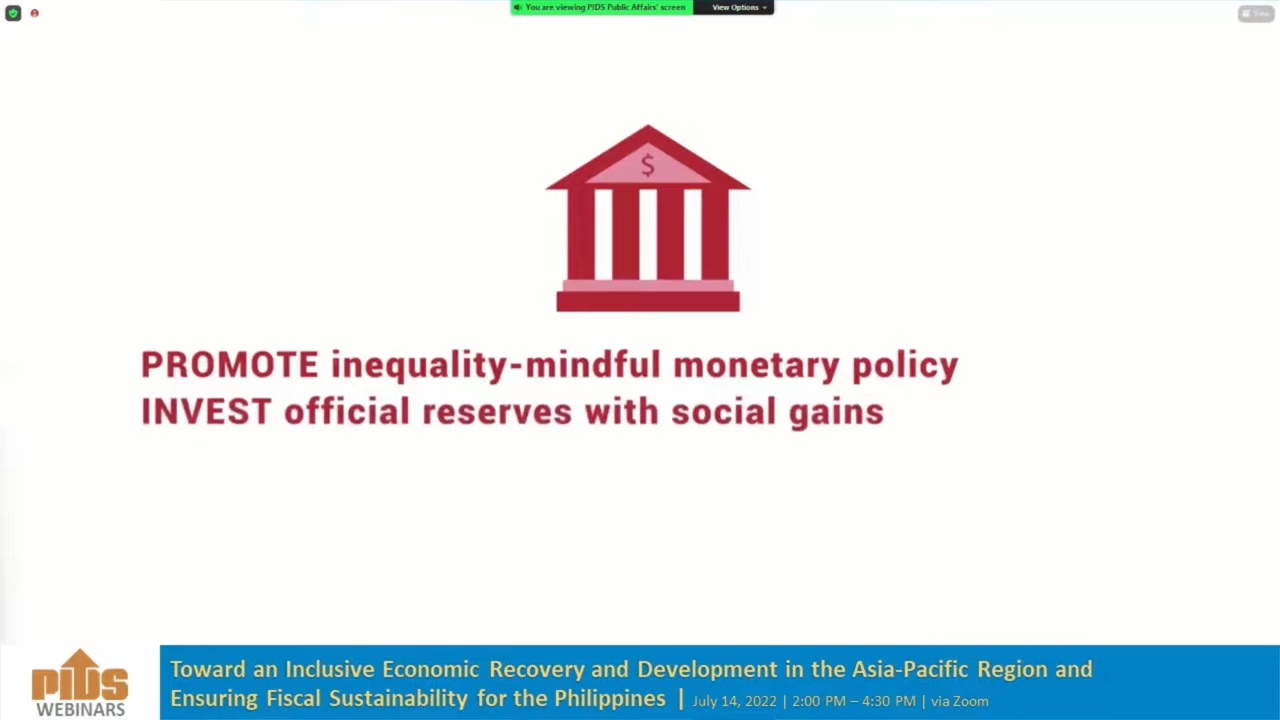 You are viewing PIDS Public Affairs' screen
View Options
View
$
PROMOTE inequality-mindful monetary policy
INVEST official reserves with social gains
PIDS
WEBINARS
Toward an Inclusive Economic Recovery and Development in the Asia-Pacific Region and
Ensuring Fiscal Sustainability for the Philippines | July 14, 2022 | 2:00 PM – 4:30 PM | via Zoom